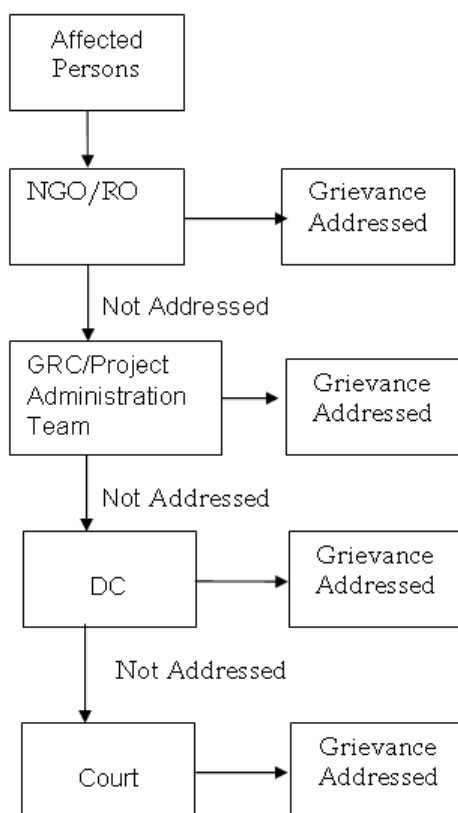 Affected
Persons
NGO/RO
Grievance
Addressed
Not Addressed
GRC/Project
Administration
Team
Grievance
Addressed
Not Addressed
DC
Grievance
Addressed
Not Addressed
Court
Grievance
Addressed